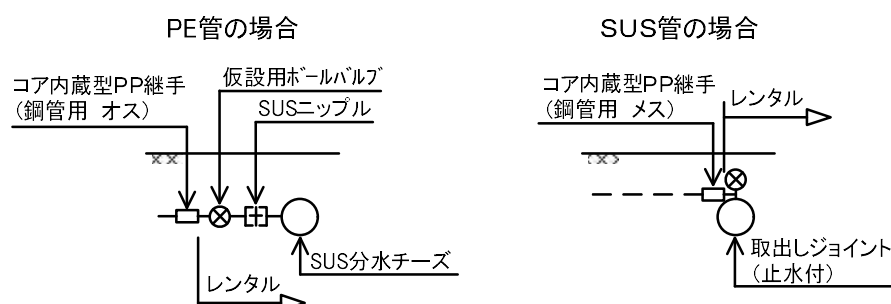 PE管の場合
SUS管の場合
コア内蔵型PP継手
(鋼管用 オス)
仮設用ボールバルブ
SUSニップル
SUS分水チーズ
レンタル
コア内蔵型PP継手
(鋼管用 メス)
レンタル
取出しジョイント
(止水付)